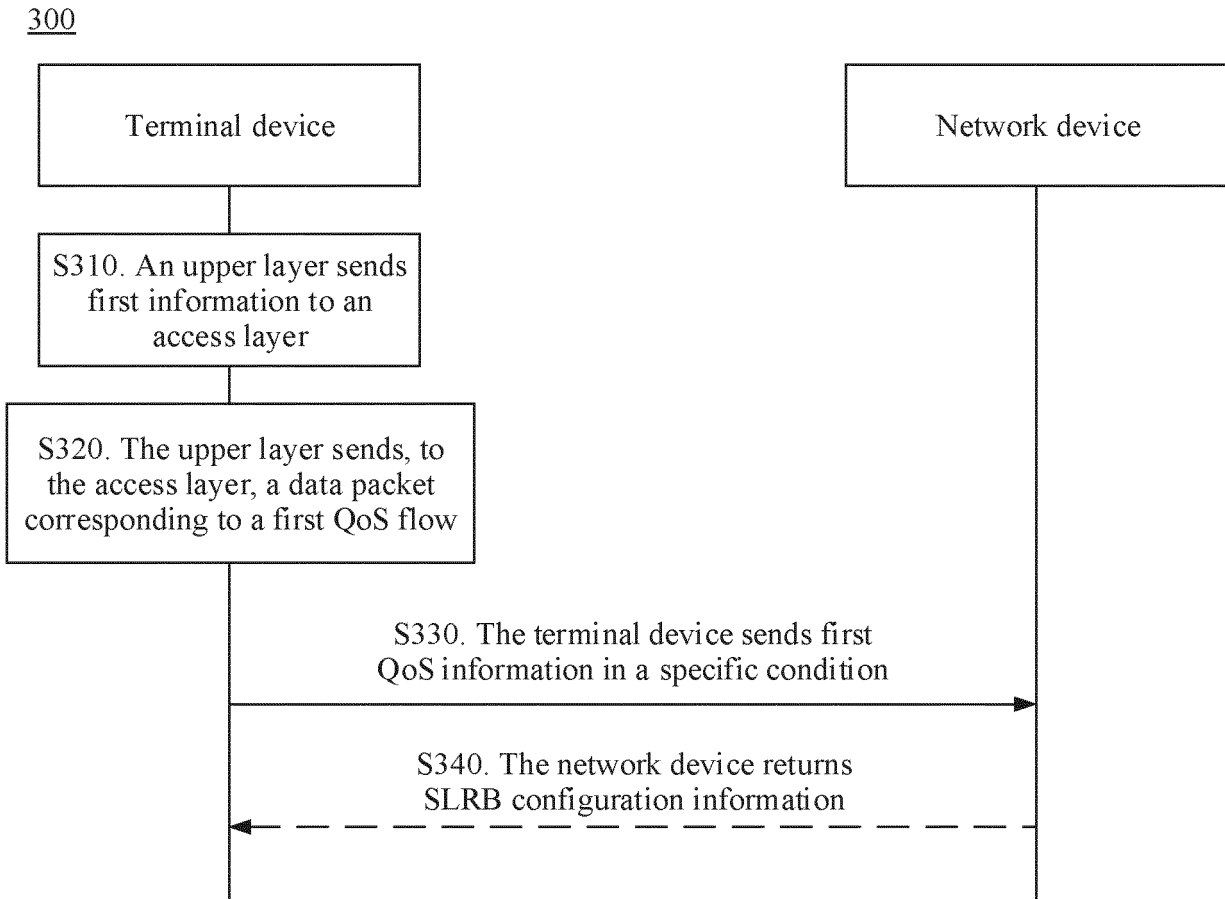 300
Terminal device
Network device
S310. An upper layer sends
first information to an
access layer
S320. The upper layer sends, to
the access layer, a data packet
corresponding to a first QoS flow
S330. The terminal device sends first
QoS information in a specific condition
S340. The network device returns
SLRB configuration information